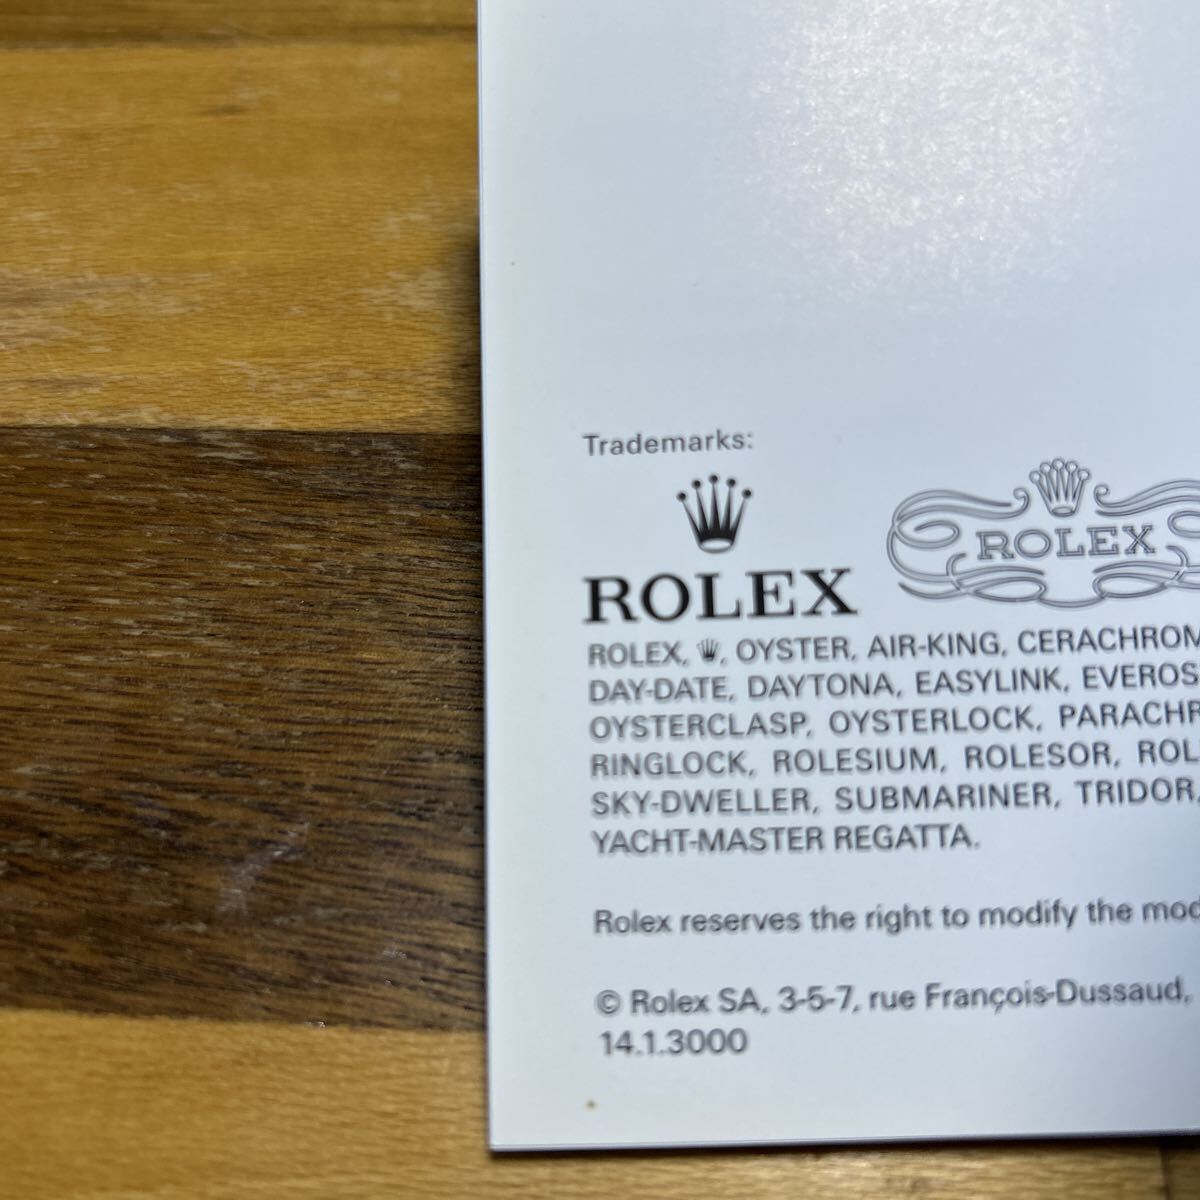 Trademarks:
ROLEX
ROLEX
ROLEX, OYSTER, AIR-KING, CERACHROM
DAY-DATE, DAYTONA, EASYLINK, EVEROS
OYSTERCLASP, OYSTERLOCK, PARACHR
RINGLOCK, ROLESIUM, ROLESOR, ROL
SKY-DWELLER, SUBMARINER, TRIDOR,
YACHT-MASTER REGATTA.
Rolex reserves the right to modify the mod
© Rolex SA, 3-5-7, rue François-Dussaud,
14.1.3000